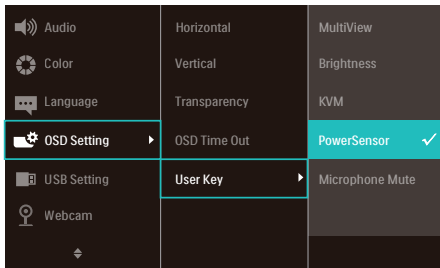 Audio
Color
Language
OSD Setting
USB Setting
Webcam
Horizontal
Vertical
Transparency
OSD Time Out
User Key
MultiView
Brightness
KVM
PowerSensor
Microphone Mute